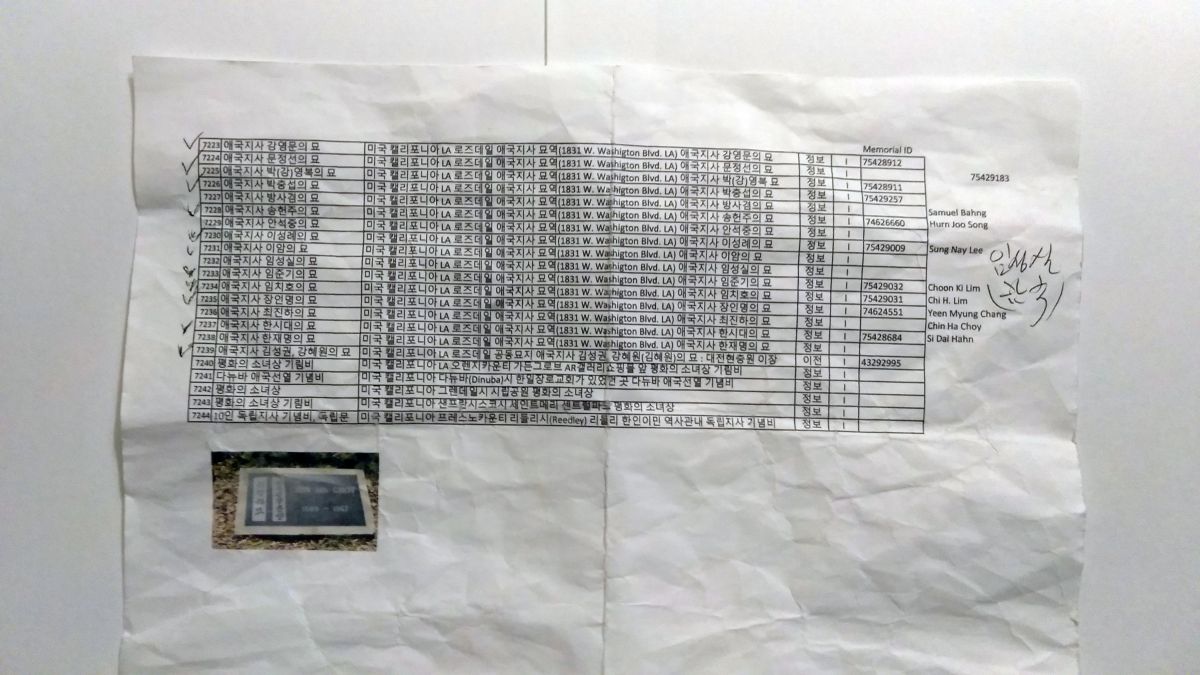 Memorial ID
7223 애국지사 강영문의 묘 미국 캘리포니아 LA 로즈데일 애국지사 묘역(1831 W. Washigton Blvd. LA) 애국지사 강영문의 묘 정보 I 75428912
7224 애국지사 문정선의 묘 미국 캘리포니아 LA 로즈데일 애국지사 묘역(1831 W. Washigton Blvd. LA) 애국지사 문정선의 묘 정보 I 75429183
7225 애국지사 박(강)영복의 묘 미국 캘리포니아 LA 로즈데일 애국지사 묘역(1831 W. Washigton Blvd. LA) 애국지사 박(강)영복 묘 정보 I 75428911
7226 애국지사 박중섭의 묘 미국 캘리포니아 LA 로즈데일 애국지사 묘역(1831 W. Washigton Blvd. LA) 애국지사 박중섭의 묘 정보 I 75429257
7227 애국지사 방사겸의 묘 미국 캘리포니아 LA 로즈데일 애국지사 묘역(1831 W. Washigton Blvd. LA) 애국지사 방사겸의 묘 정보 I Samuel Bahng
7228 애국지사 송헌주의 묘 미국 캘리포니아 LA 로즈데일 애국지사 묘역(1831 W. Washigton Blvd. LA) 애국지사 송헌주의 묘 정보 I 74626660 Hurn Joo Song
7229 애국지사 안석중의 묘 미국 캘리포니아 LA 로즈데일 애국지사 묘역(1831 W. Washigton Blvd. LA) 애국지사 안석중의 묘 정보 I
7230 애국지사 이성례의 묘 미국 캘리포니아 LA 로즈데일 애국지사 묘역(1831 W. Washigton Blvd. LA) 애국지사 이성례의 묘 정보 I 75429009 Sung Nay Lee
7231 애국지사 이암의 묘 미국 캘리포니아 LA 로즈데일 애국지사 묘역(1831 W. Washigton Blvd. LA) 애국지사 이암의 묘 정보 I
7232 애국지사 임성실의 묘 미국 캘리포니아 LA 로즈데일 애국지사 묘역(1831 W. Washigton Blvd. LA) 애국지사 임성실의 묘 정보 I 임성실
7233 애국지사 임준기의 묘 미국 캘리포니아 LA 로즈데일 애국지사 묘역(1831 W. Washigton Blvd. LA) 애국지사 임준기의 묘 정보 I 75429032 Choon Ki Lim
7234 애국지사 임치호의 묘 미국 캘리포니아 LA 로즈데일 애국지사 묘역(1831 W. Washigton Blvd. LA) 애국지사 임치호의 묘 정보 I 75429031 Chi H. Lim
7235 애국지사 장인명의 묘 미국 캘리포니아 LA 로즈데일 애국지사 묘역(1831 W. Washigton Blvd. LA) 애국지사 장인명의 묘 정보 I 74624551 Yeen Myung Chang
7236 애국지사 최진하의 묘 미국 캘리포니아 LA 로즈데일 애국지사 묘역(1831 W. Washigton Blvd. LA) 애국지사 최진하의 묘 정보 I Chin Ha Choy
7237 애국지사 한시대의 묘 미국 캘리포니아 LA 로즈데일 애국지사 묘역(1831 W. Washigton Blvd. LA) 애국지사 한시대의 묘 정보 I 75428684 Si Dai Hahn
7238 애국지사 한재명의 묘 미국 캘리포니아 LA 로즈데일 애국지사 묘역(1831 W. Washigton Blvd. LA) 애국지사 한재명의 묘 정보 I
7239 애국지사 김성권, 강혜원의 묘 미국 캘리포니아 LA 로즈데일 공동묘지 애국지사 김성권, 강혜원(김혜원)의 묘 : 대전현충원 이장 이전 I 43292995
7240 평화의 소녀상 기림비 미국 캘리포니아 LA 오렌지카운티 가든그로브 AR갤러리쇼핑몰 앞 평화의 소녀상 기림비 정보 I
7241 다뉴바 애국선열 기념비 미국 캘리포니아 다뉴바(Dinuba)시 한일장로교회가 있었던 곳 다뉴바 애국선열 기념비 정보 I
7242 평화의 소녀상 미국 캘리포니아 그랜데일시 시립공원 평화의 소녀상 정보 I
7243 평화의 소녀상 기림비 미국 캘리포니아 샌프란시스코시 세인트메리 센트럴파크 평화의 소녀상 정보 I
7244 10인 독립지사 기념비, 독립문 미국 캘리포니아 프레스노카운티 리들리시(Reedley) 리들리 한인이민 역사관내 독립지사 기념비 정보 I